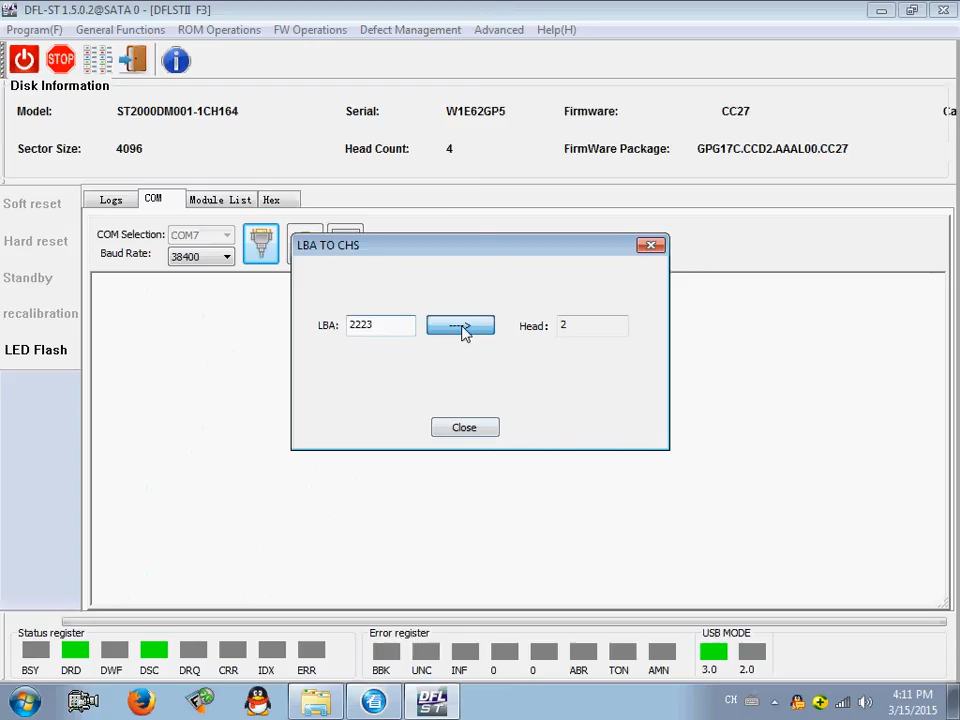 DFL-ST 1.5.0.2@SATA 0 - [DFLSTⅡ F3]
Program(F) General Functions ROM Operations FW Operations Defect Management Advanced Help(H)
STOP
Disk Information
Model: ST2000DM001-1CH164 Serial: W1E62GP5 Firmware: CC27 Ca
Sector Size: 4096 Head Count: 4 FirmWare Package: GPG17C.CCD2.AAAL00.CC27
Soft reset
Hard reset
Standby
recalibration
LED Flash
Logs COM Module List Hex
COM Selection: COM7
Baud Rate: 38400
LBA TO CHS
LBA: 2223 ----> Head: 2
Close
Status register Error register USB MODE
BSY DRD DWF DSC DRQ CRR IDX ERR BBK UNC INF 0 0 ABR TON AMN 3.0 2.0
DFL
ST
CH
4:11 PM
3/15/2015